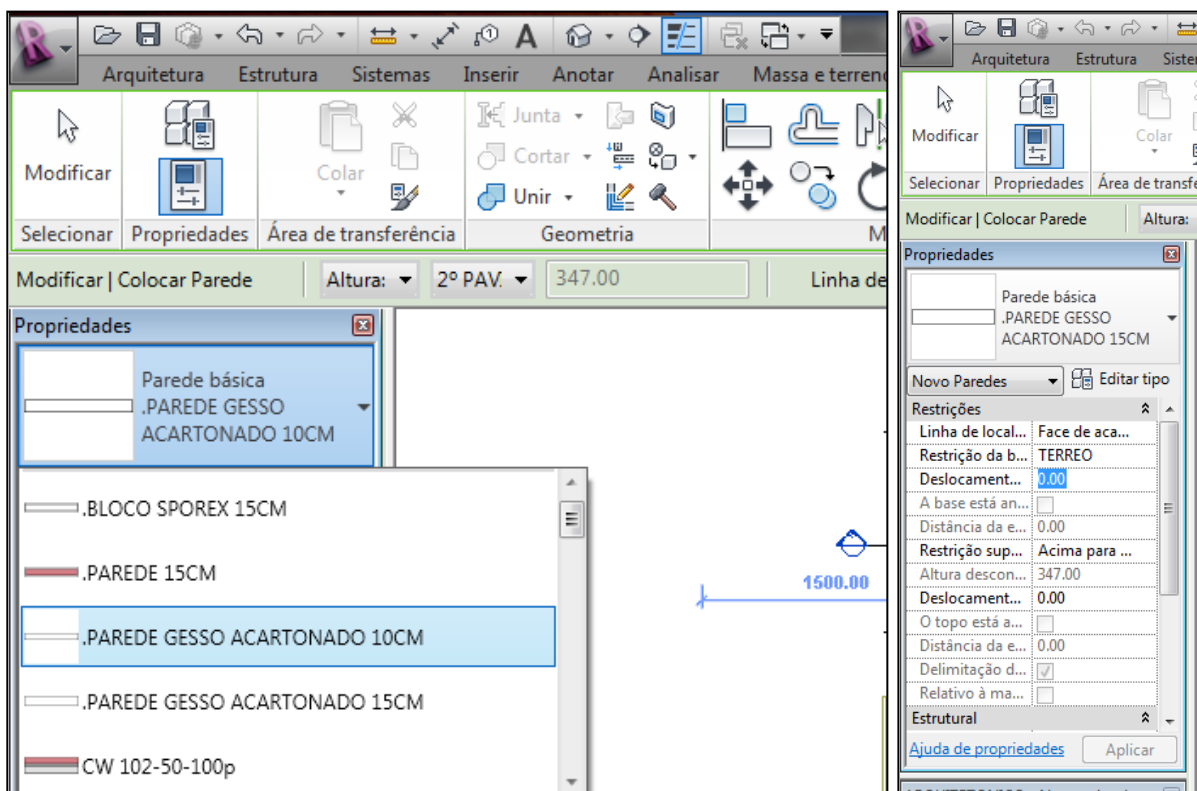 Arquitetura Estrutura Sistemas Inserir Anotar Analisar Massa e terreno
Modificar
Colar
Junta
Cortar
Unir
Selecionar Propriedades Área de transferência Geometria M
Modificar | Colocar Parede Altura: 2º PAV. 347.00 Linha de
Propriedades
Parede básica
.PAREDE GESSO
ACARTONADO 10CM
.BLOCO SPOREX 15CM
.PAREDE 15CM
.PAREDE GESSO ACARTONADO 10CM
.PAREDE GESSO ACARTONADO 15CM
CW 102-50-100p
1500.00
Arquitetura Estrutura Sister
Modificar
Colar
Selecionar Propriedades Área de transfe
Modificar | Colocar Parede Altura:
Propriedades
Parede básica
.PAREDE GESSO
ACARTONADO 15CM
Novo Paredes Editar tipo
Restrições
Linha de local... Face de aca...
Restrição da b... TERREO
Deslocament... 0.00
A base está an...
Distância da e... 0.00
Restrição sup... Acima para ...
Altura descon... 347.00
Deslocament... 0.00
O topo está a...
Distância da e... 0.00
Delimitação d...
Relativo à ma...
Estrutural
Ajuda de propriedades Aplicar